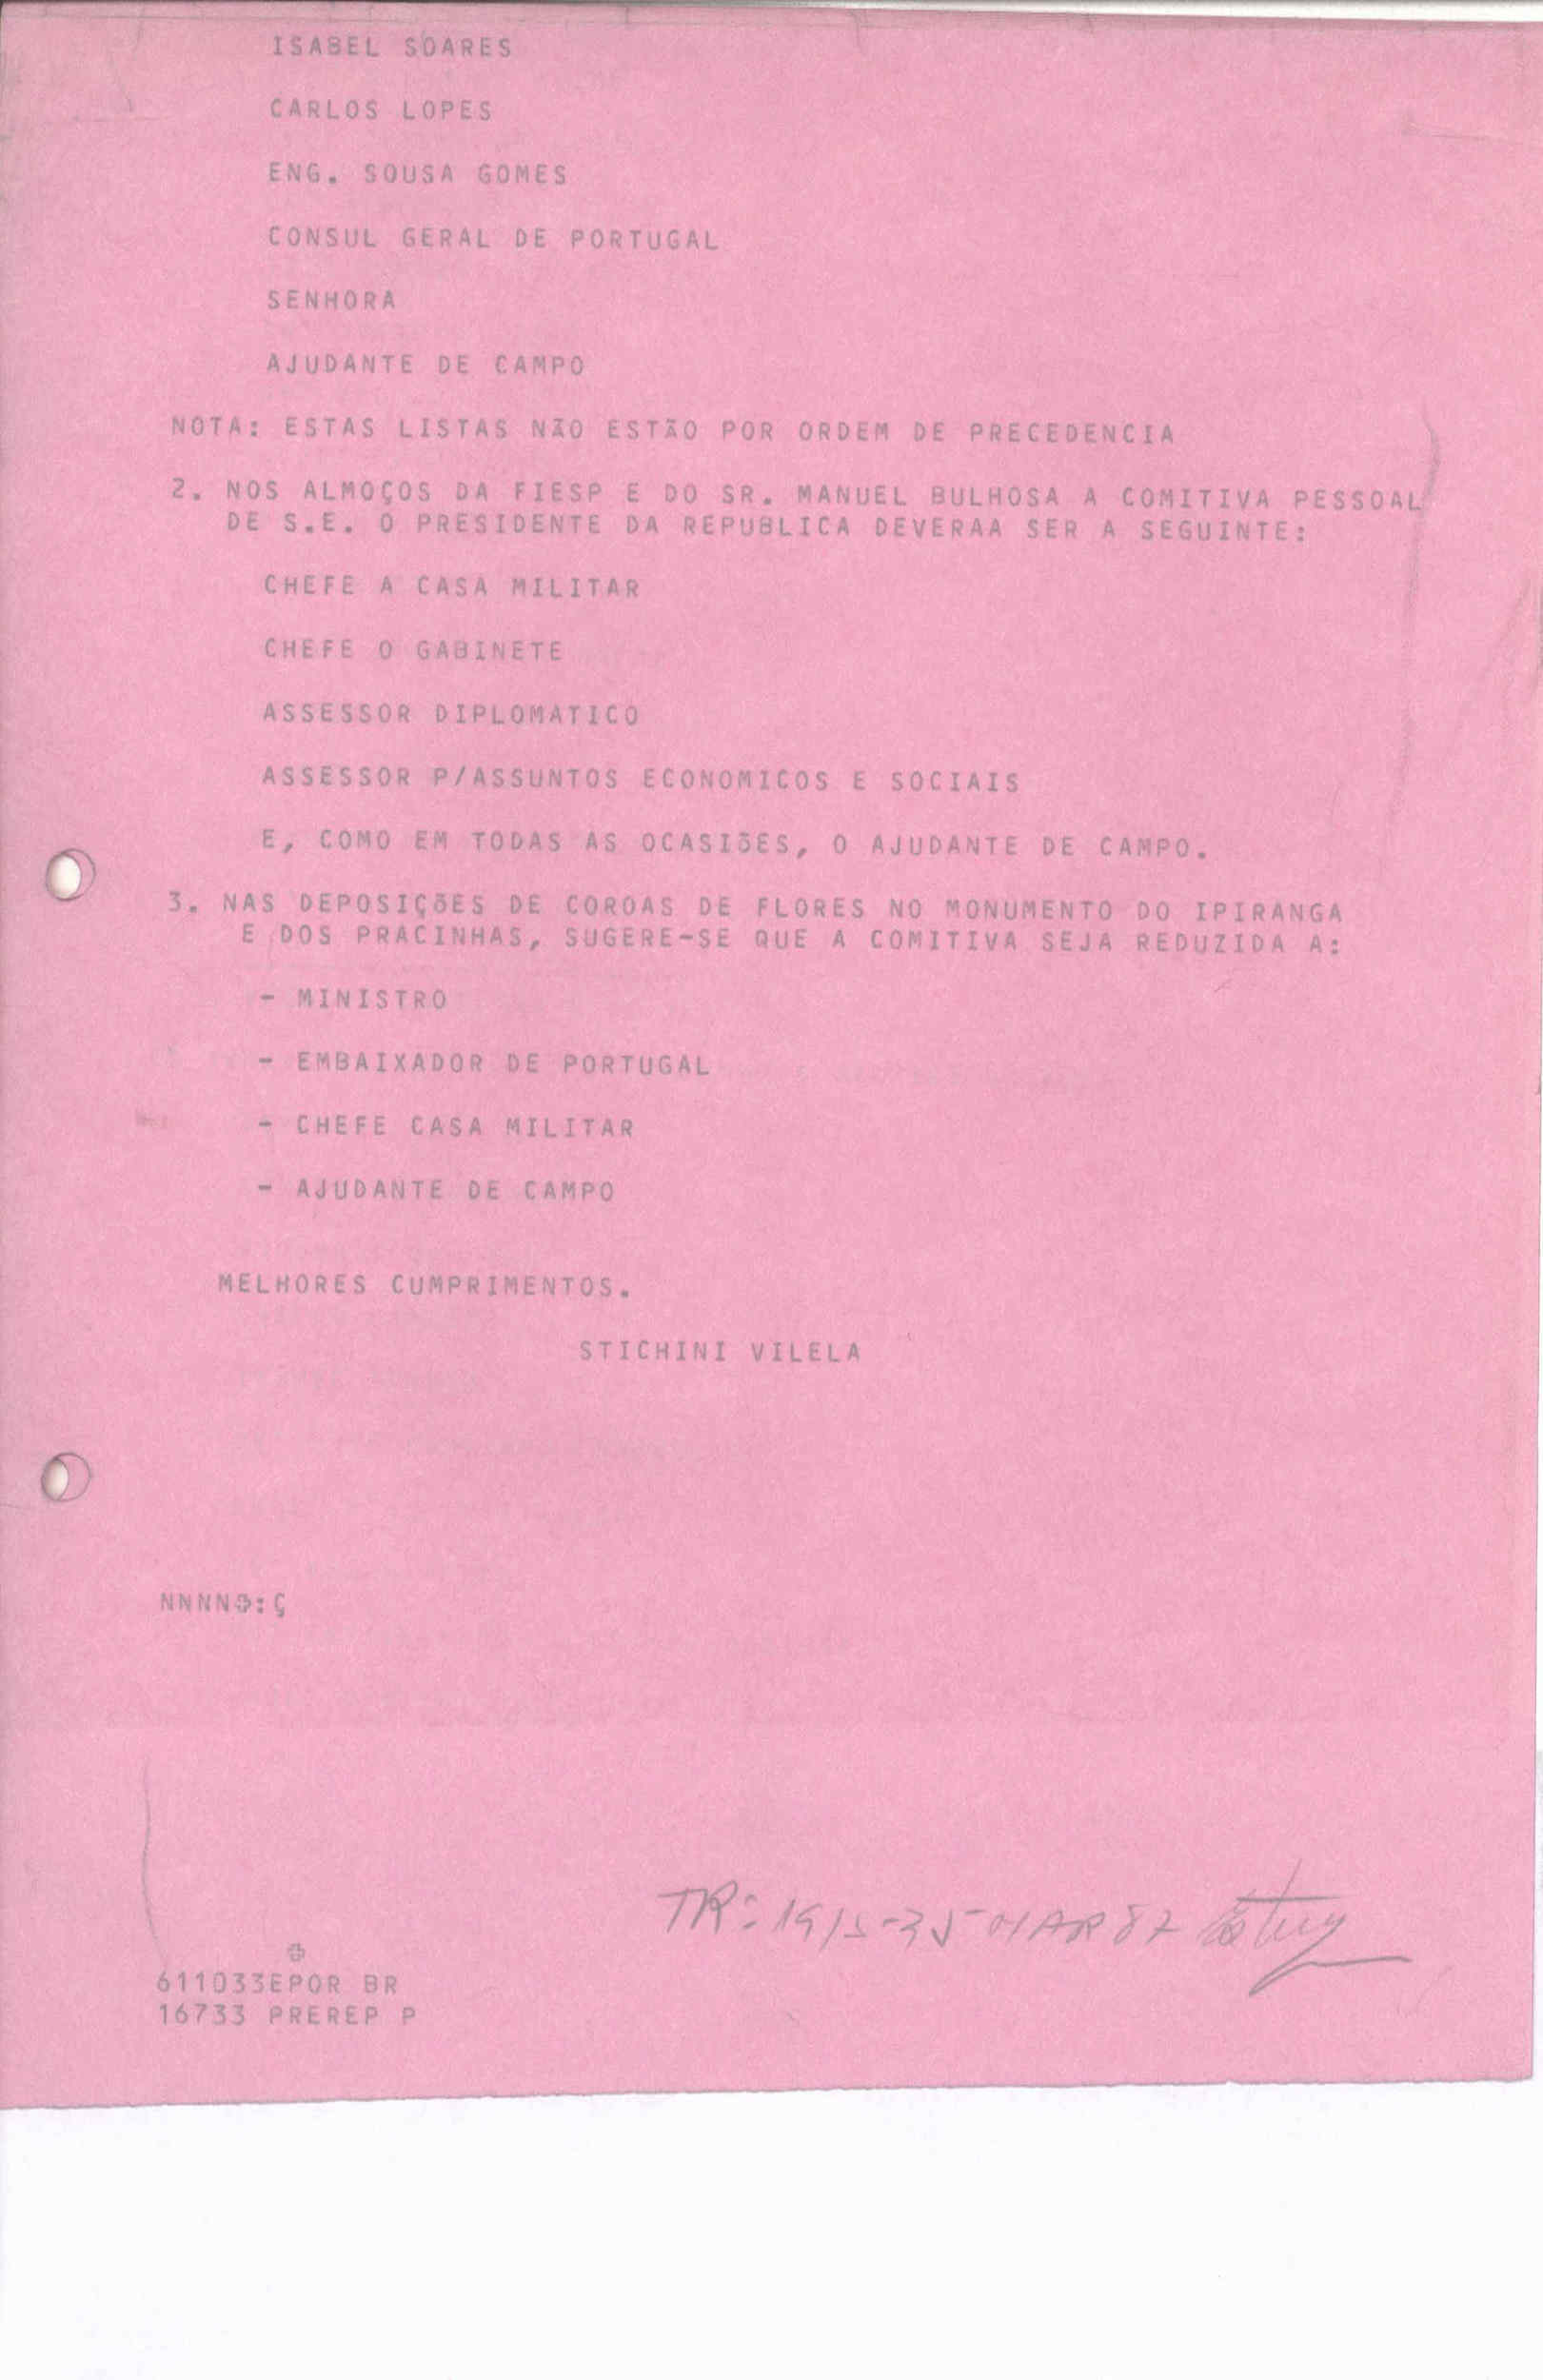 ISABEL SOARES
CARLOS LOPES
ENG. SOUSA GOMES
CONSUL GERAL DE PORTUGAL
SENHORA
AJUDANTE DE CAMPO
NOTA: ESTAS LISTAS NÃO ESTÃO POR ORDEM DE PRECEDENCIA
2. NOS ALMOÇOS DA FIESP E DO SR. MANUEL BULHOSA A COMITIVA PESSOAL
DE S.E. O PRESIDENTE DA REPUBLICA DEVERAA SER A SEGUINTE:
CHEFE A CASA MILITAR
CHEFE O GABINETE
ASSESSOR DIPLOMATICO
ASSESSOR P/ASSUNTOS ECONOMICOS E SOCIAIS
E, COMO EM TODAS AS OCASIÕES, O AJUDANTE DE CAMPO.
3. NAS DEPOSIÇÕES DE COROAS DE FLORES NO MONUMENTO DO IPIRANGA
E DOS PRACINHAS, SUGERE-SE QUE A COMITIVA SEJA REDUZIDA A:
- MINISTRO
- EMBAIXADOR DE PORTUGAL
- CHEFE CASA MILITAR
- AJUDANTE DE CAMPO
MELHORES CUMPRIMENTOS.
STICHINI VILELA
NNNN✠:Ç
TR:
✠
611033EPOR BR
16733 PREREP P